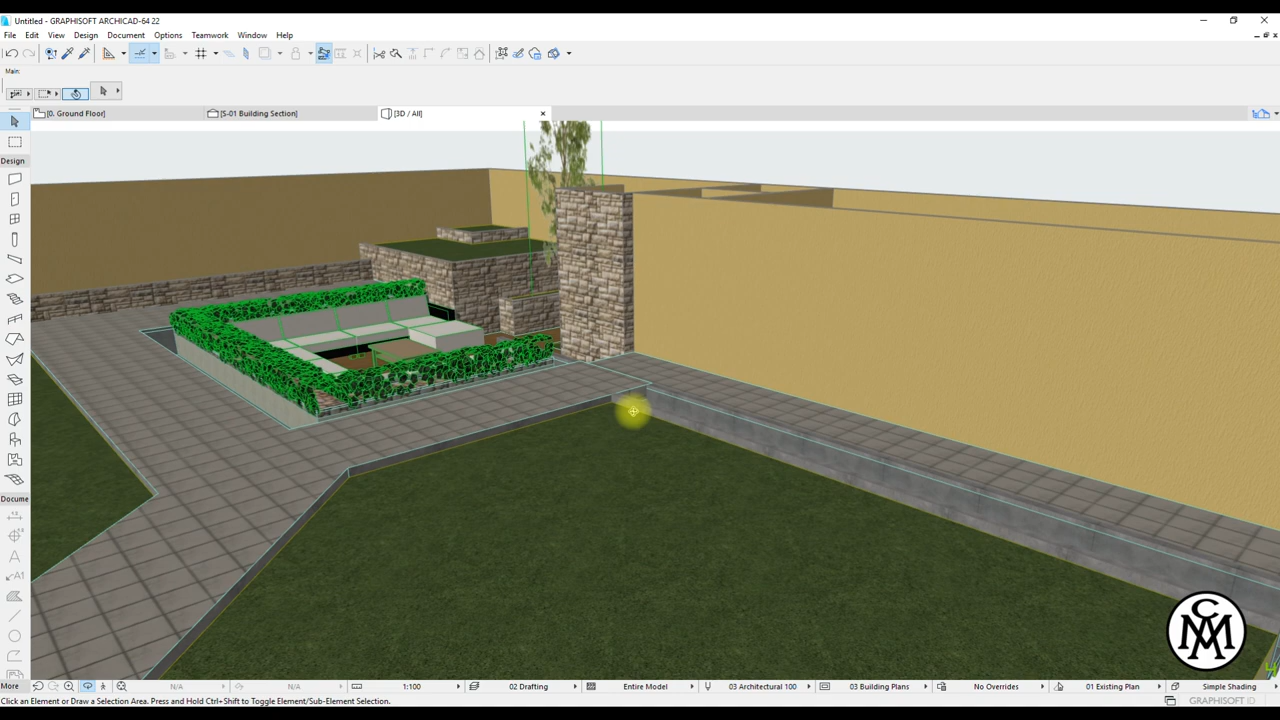 Untitled - GRAPHISOFT ARCHICAD-64 22
File Edit View Design Document Options Teamwork Window Help
Main:
[0. Ground Floor] [S-01 Building Section] [3D / All]
Design
Docume
A
A1
More N/A N/A 1:100 02 Drafting Entire Model 03 Architectural 100 03 Building Plans No Overrides 01 Existing Plan Simple Shading
Click an Element or Draw a Selection Area. Press and Hold Ctrl+Shift to Toggle Element/Sub-Element Selection. GRAPHISOFT ID